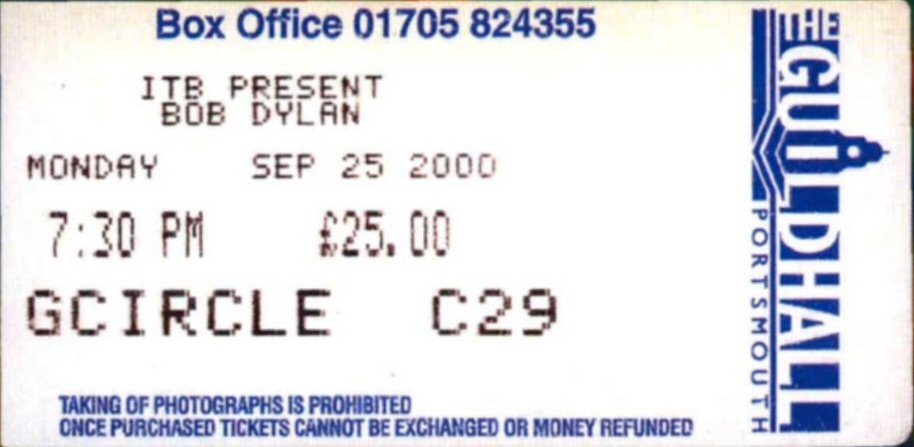 Box Office 01705 824355
ITB PRESENT
BOB DYLAN
MONDAY SEP 25 2000
7:30 PM £25.00
GCIRCLE C29
TAKING OF PHOTOGRAPHS IS PROHIBITED
ONCE PURCHASED TICKETS CANNOT BE EXCHANGED OR MONEY REFUNDED
THE GUILDHALL
PORTSMOUTH